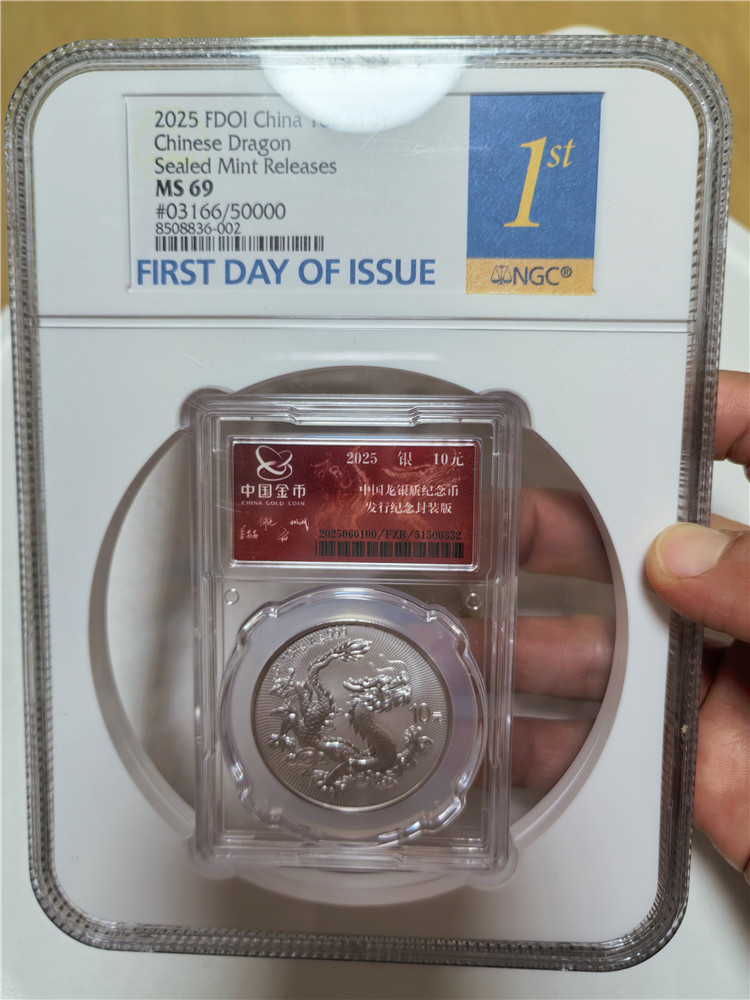 2025 FDOI China
Chinese Dragon
Sealed Mint Releases
MS 69
#03166/50000
8508836-002
FIRST DAY OF ISSUE
1st
NGC®
中国金币
CHINA GOLD COIN
2025 银 10元
中国龙银质纪念币
发行纪念封装版
2025060100/FZB/51500332
10元